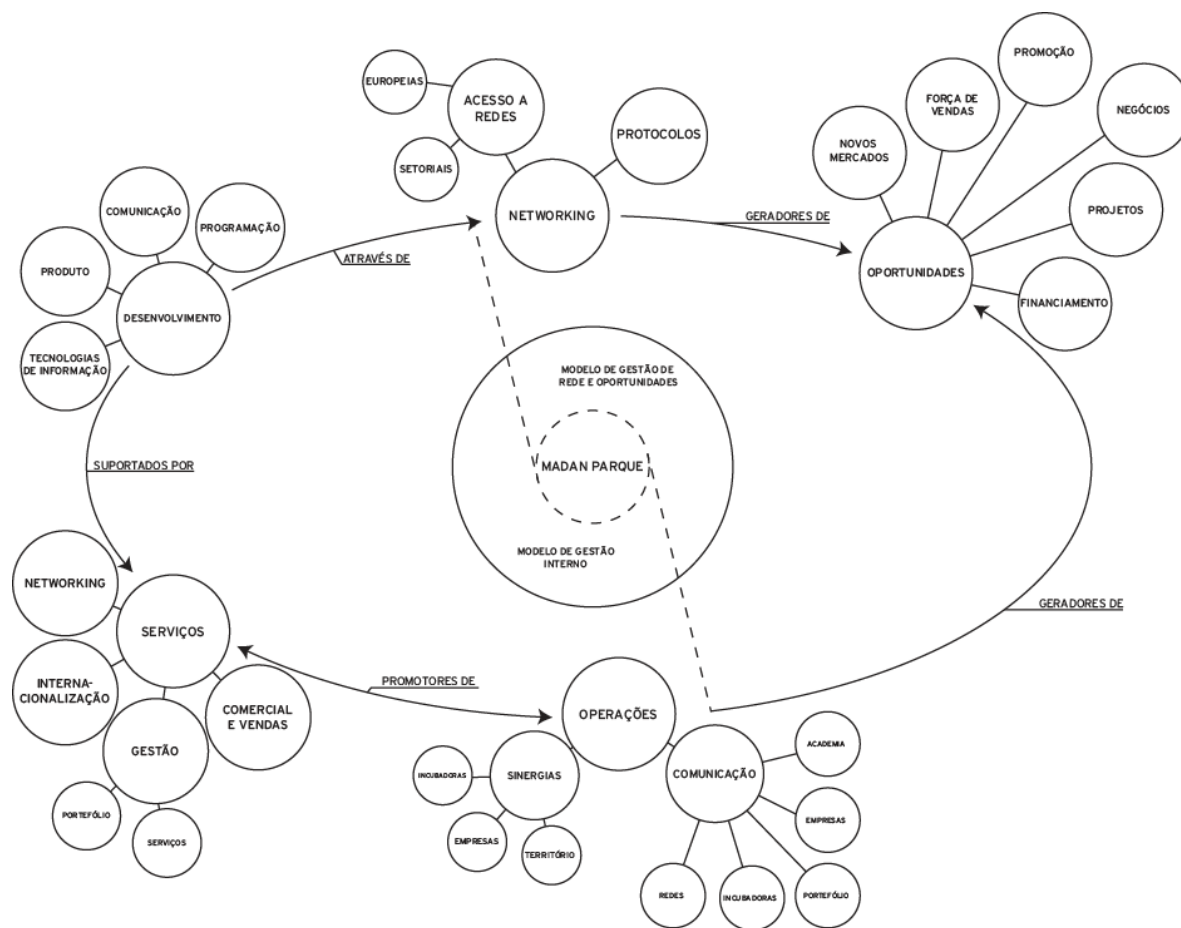 PROMOÇÃO
EUROPEIAS
ACESSO A
REDES
FORÇA DE
VENDAS
NEGÓCIOS
PROTOCOLOS
NOVOS
MERCADOS
SETORIAIS
COMUNICAÇÃO
PROGRAMAÇÃO
NETWORKING
GERADORES DE
PROJETOS
ATRAVÉS DE
PRODUTO
OPORTUNIDADES
FINANCIAMENTO
DESENVOLVIMENTO
TECNOLOGIAS
DE INFORMAÇÃO
MODELO DE GESTÃO DE
REDE E OPORTUNIDADES
SUPORTADOS POR
MADAN PARQUE
MODELO DE GESTÃO
INTERNO
NETWORKING
GERADORES DE
SERVIÇOS
INTERNA-
CIONALIZAÇÃO
PROMOTORES DE
COMERCIAL
E VENDAS
OPERAÇÕES
GESTÃO
ACADEMIA
INCUBADORAS
SINERGIAS
COMUNICAÇÃO
PORTEFÓLIO
EMPRESAS
SERVIÇOS
EMPRESAS
TERRITÓRIO
REDES
INCUBADORAS
PORTEFÓLIO